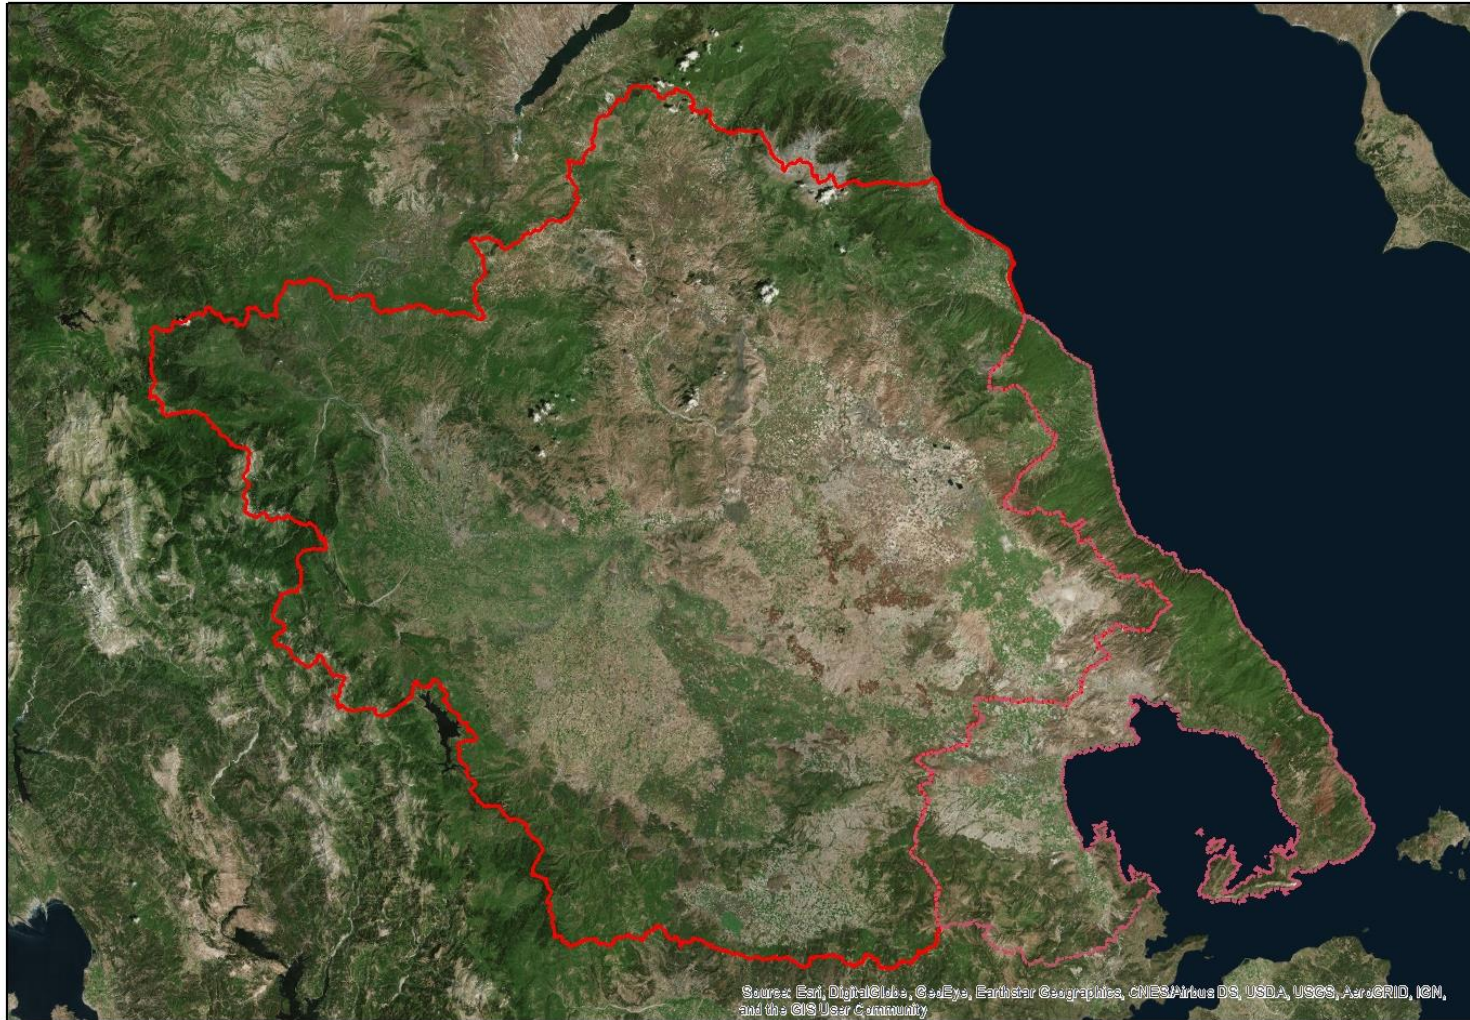 Source: Esri, DigitalGlobe, GeoEye, Earthstar Geographics, CNES/Airbus DS, USDA, USGS, AeroGRID, IGN,
and the GIS User Community